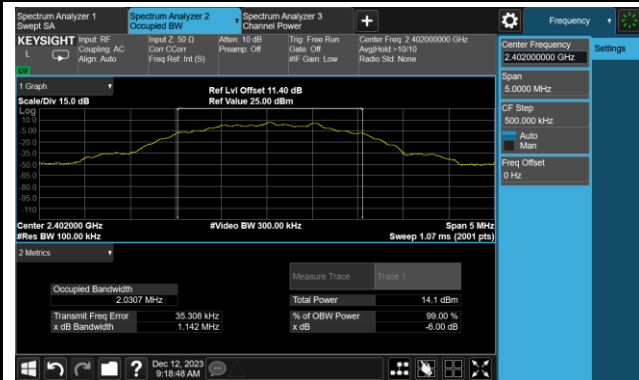 Spectrum Analyzer 1
Swept SA
Spectrum Analyzer 2
Occupied BW
Spectrum Analyzer 3
Channel Power
Frequency
KEYSIGHT
L
Input: RF
Coupling: AC
Align: Auto
Input Z: 50 Ω
Corr CCorr
Freq Ref: Int (S)
Atten: 10 dB
Preamp: Off
Trig: Free Run
Gate: Off
#IF Gain: Low
Center Freq: 2.402000000 GHz
Avg|Hold:>10/10
Radio Std: None
Center Frequency
2.402000000 GHz
Settings
Span
5.0000 MHz
CF Step
500.000 kHz
Auto
Man
Freq Offset
0 Hz
1 Graph
Scale/Div 15.0 dB
Ref Lvl Offset 11.40 dB
Ref Value 25.00 dBm
Log
10.0
-5.00
-20.0
-35.0
-50.0
-65.0
-80.0
-95.0
-110
Center 2.402000 GHz
#Res BW 100.00 kHz
#Video BW 300.00 kHz
Span 5 MHz
Sweep 1.07 ms (2001 pts)
2 Metrics
Measure Trace
Trace 1
Occupied Bandwidth
2.0307 MHz
Total Power
14.1 dBm
Transmit Freq Error
35.308 kHz
% of OBW Power
99.00 %
x dB Bandwidth
1.142 MHz
x dB
-6.00 dB
?
Dec 12, 2023
9:18:48 AM